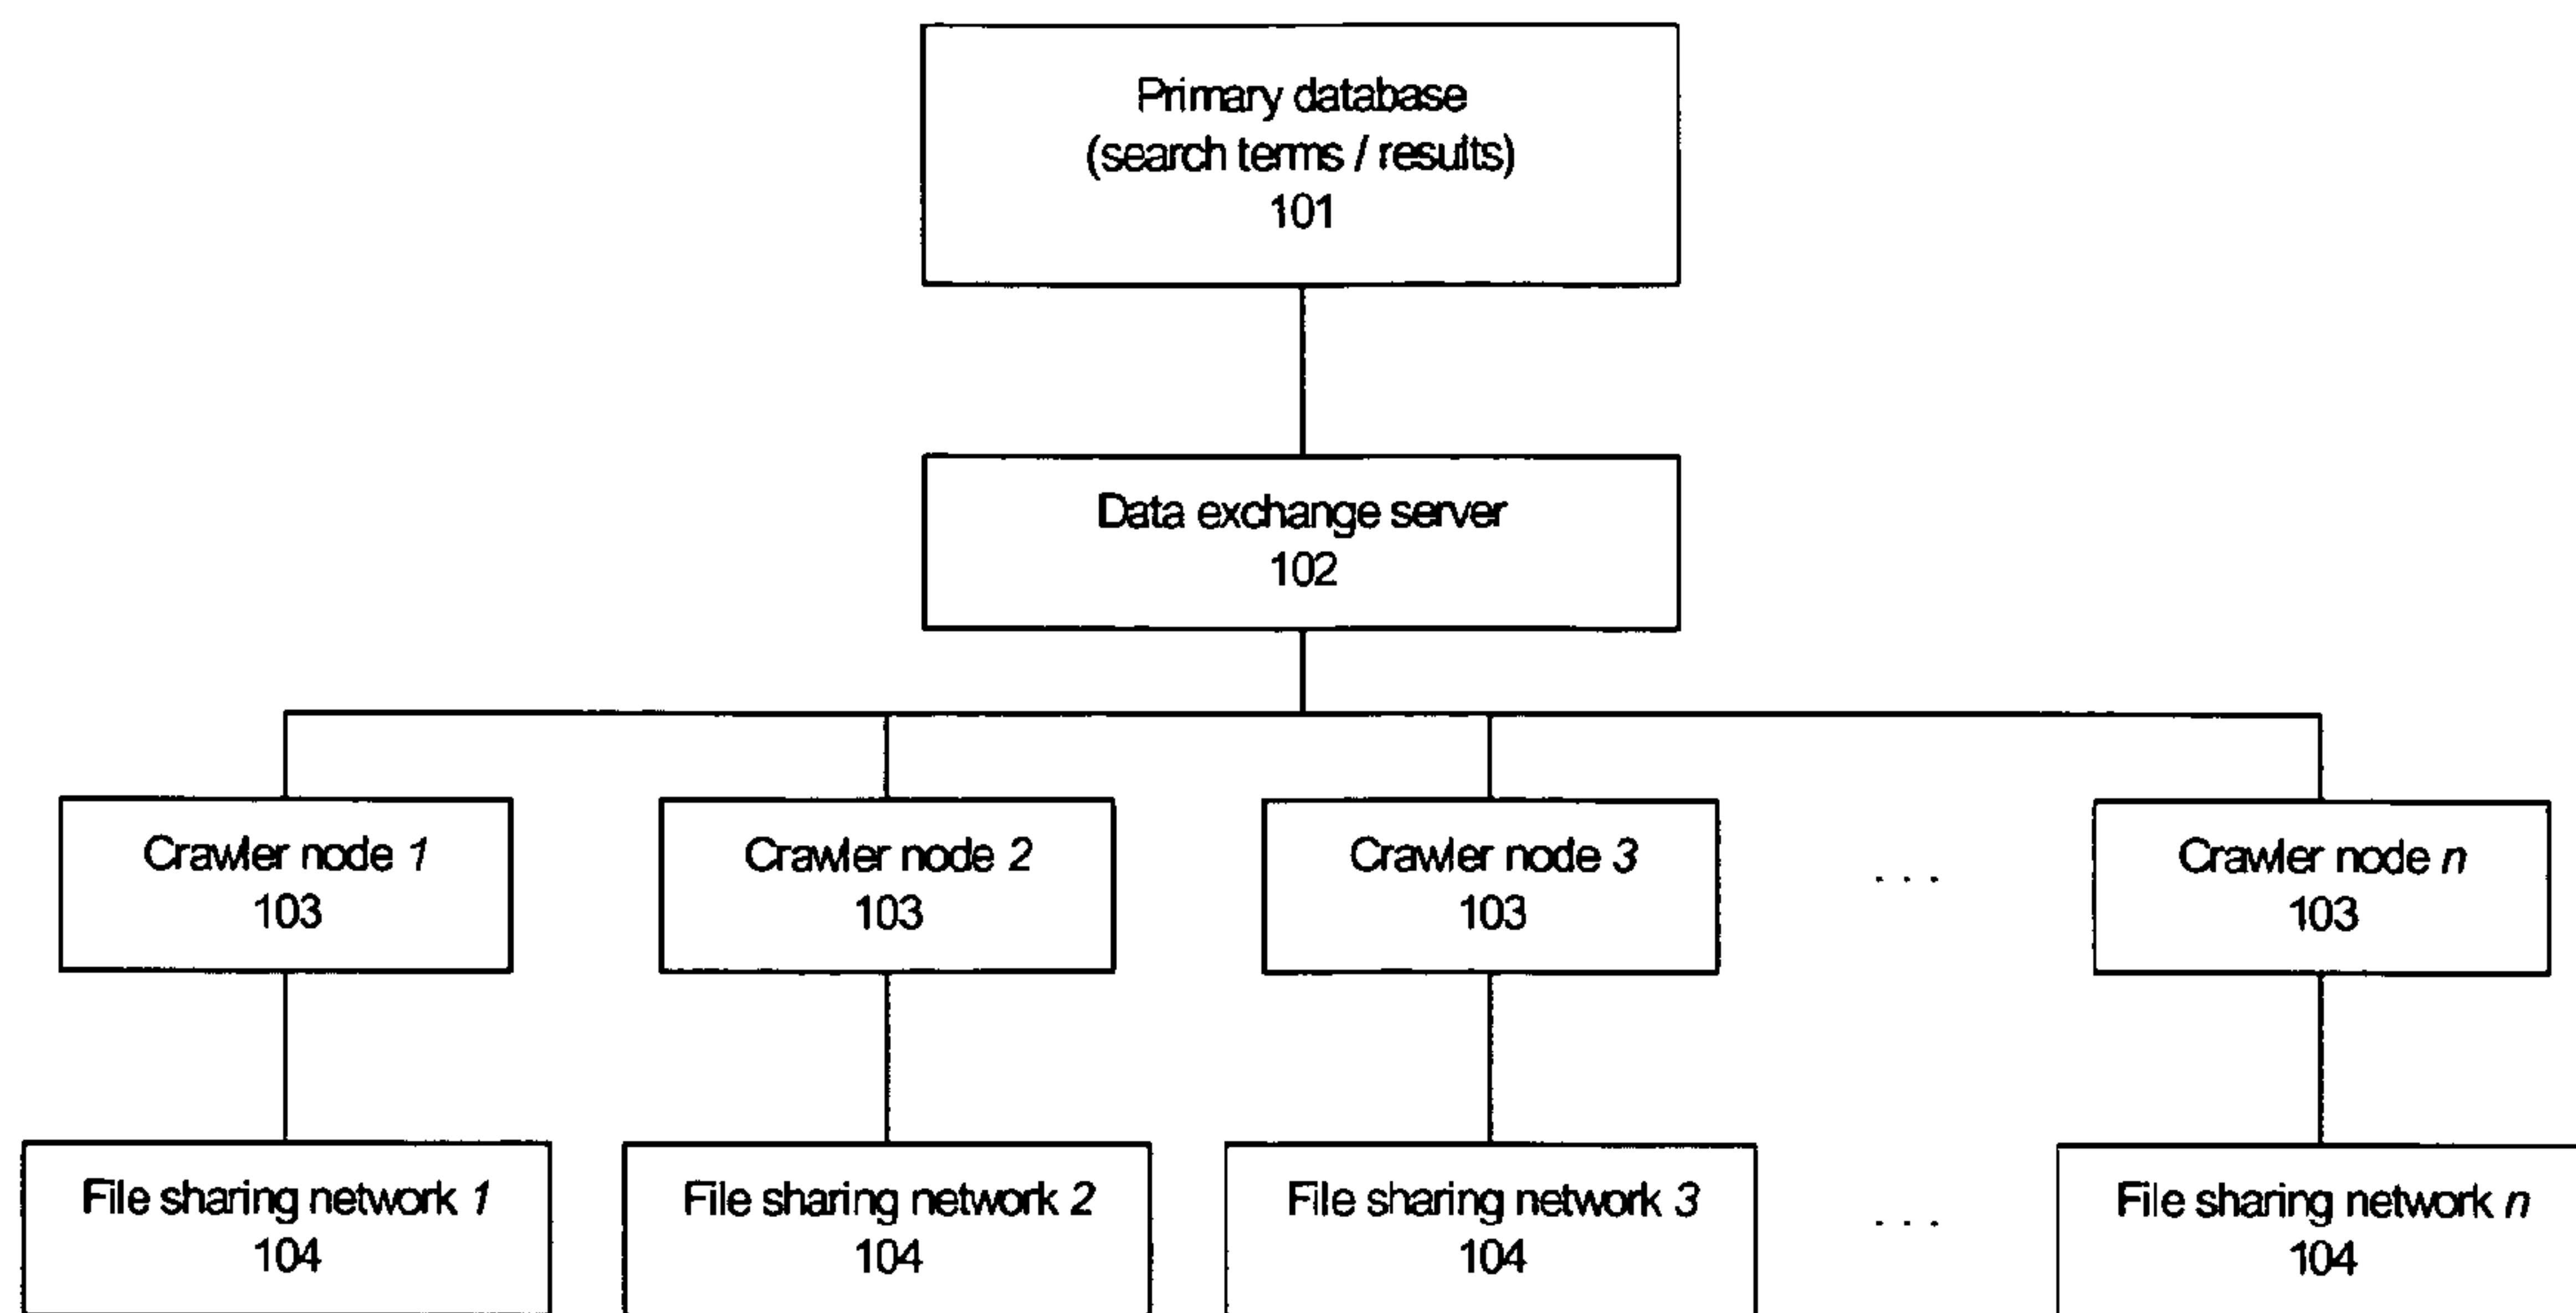 Primary database
(search terms / results)
101
Data exchange server
102
Crawler node 1
103
Crawler node 2
103
Crawler node 3
103
. . .
Crawler node n
103
File sharing network 1
104
File sharing network 2
104
File sharing network 3
104
. . .
File sharing network n
104